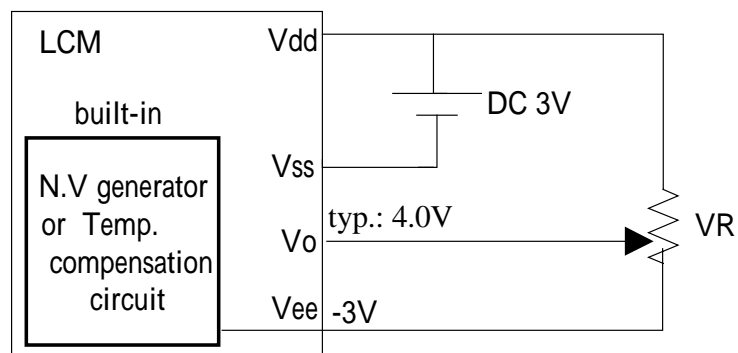 LCM
Vdd
DC 3V
built-in
Vss
N.V generator
or Temp.
compensation
circuit
typ.: 4.0V
Vo
VR
Vee
-3V